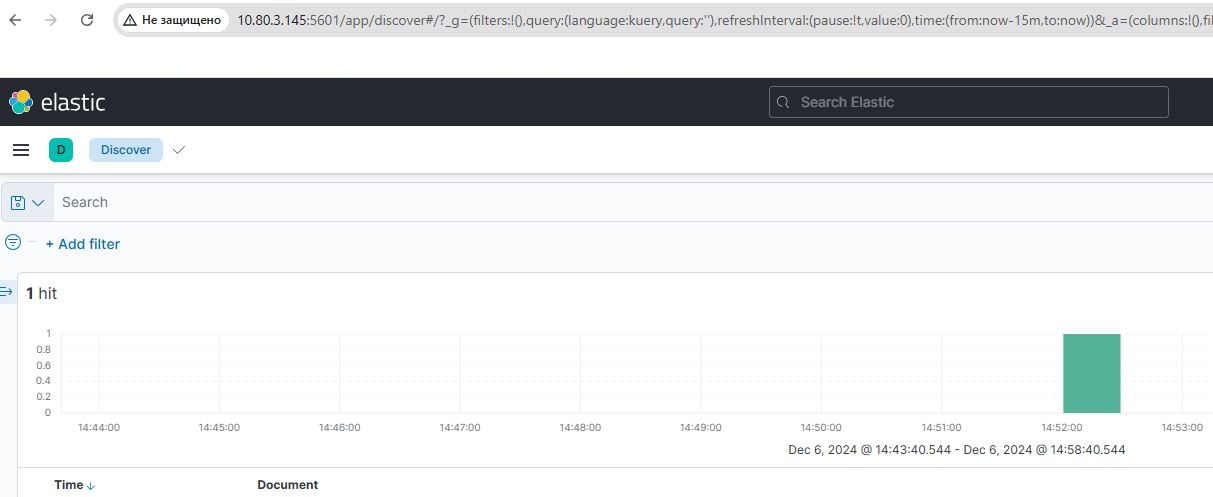 Не защищено 10.80.3.145:5601/app/discover#/?_g=(filters:!(),query:(language:kuery,query:''),refreshInterval:(pause:!t,value:0),time:(from:now-15m,to:now))&_a=(columns:!(),fil
elastic
Search Elastic
D Discover
Search
+ Add filter
1 hit
1
0.8
0.6
0.4
0.2
0
14:44:00 14:45:00 14:46:00 14:47:00 14:48:00 14:49:00 14:50:00 14:51:00 14:52:00 14:53:00
Dec 6, 2024 @ 14:43:40.544 - Dec 6, 2024 @ 14:58:40.544
Time Document